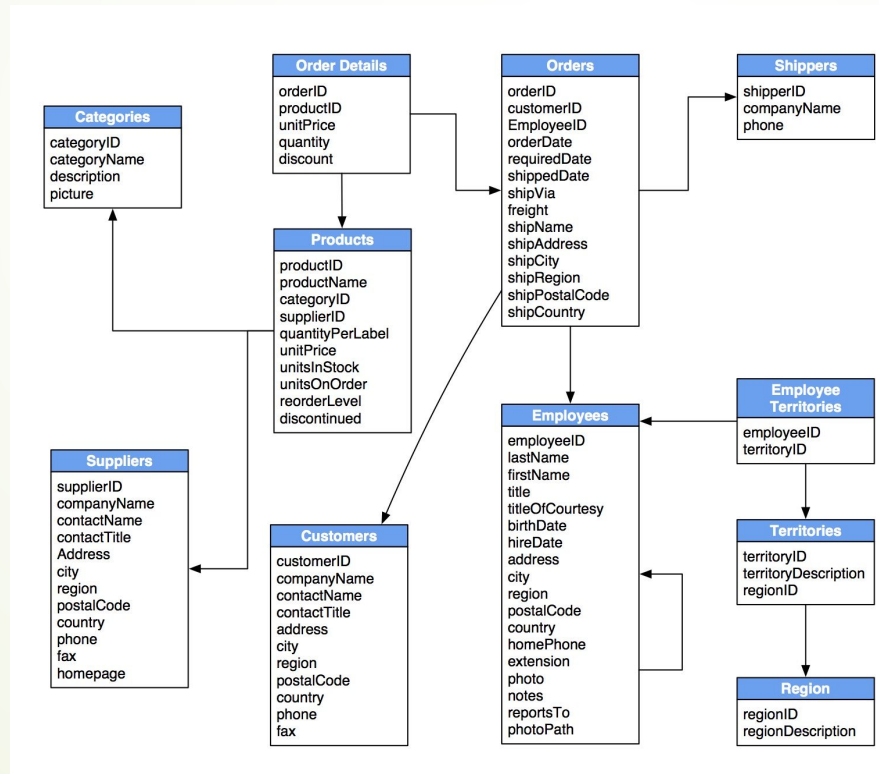 Order Details
orderID
productID
unitPrice
quantity
discount
Orders
orderID
customerID
EmployeeID
orderDate
requiredDate
shippedDate
shipVia
freight
shipName
shipAddress
shipCity
shipRegion
shipPostalCode
shipCountry
Shippers
shipperID
companyName
phone
Categories
categoryID
categoryName
description
picture
Products
productID
productName
categoryID
supplierID
quantityPerLabel
unitPrice
unitsInStock
unitsOnOrder
reorderLevel
discontinued
Suppliers
supplierID
companyName
contactName
contactTitle
Address
city
region
postalCode
country
phone
fax
homepage
Customers
customerID
companyName
contactName
contactTitle
address
city
region
postalCode
country
phone
fax
Employees
employeeID
lastName
firstName
title
titleOfCourtesy
birthDate
hireDate
address
city
region
postalCode
country
homePhone
extension
photo
notes
reportsTo
photoPath
Employee
Territories
employeeID
territoryID
Territories
territoryID
territoryDescription
regionID
Region
regionID
regionDescription